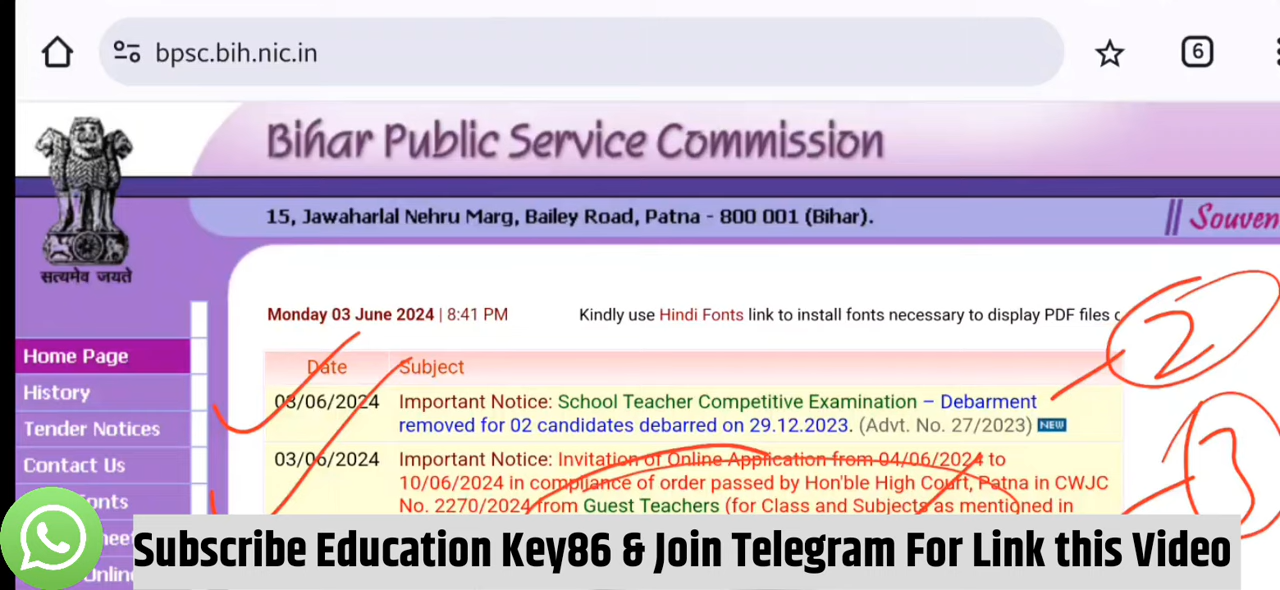 bpsc.bih.nic.in
6
Bihar Public Service Commission
15, Jawaharlal Nehru Marg, Bailey Road, Patna - 800 001 (Bihar).
|| Souven
सत्यमेव जयते
Monday 03 June 2024 | 8:41 PM
Kindly use Hindi Fonts link to install fonts necessary to display PDF files
2
Home Page
History
Tender Notices
Contact Us
Date Subject
03/06/2024 Important Notice: School Teacher Competitive Examination – Debarment
removed for 02 candidates debarred on 29.12.2023. (Advt. No. 27/2023) NEW
03/06/2024 Important Notice: Invitation of Online Application from 04/06/2024 to
10/06/2024 in compliance of order passed by Hon'ble High Court, Patna in CWJC
No. 2270/2024 from Guest Teachers (for Class and Subjects as mentioned in
Subscribe Education Key86 & Join Telegram For Link this Video